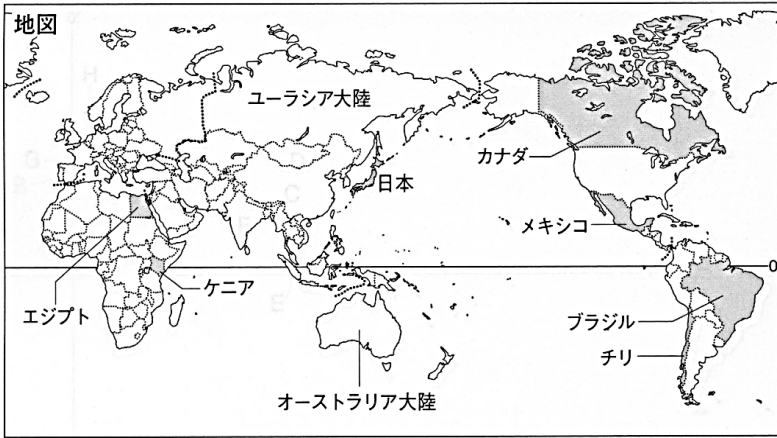 地図
ユーラシア大陸
カナダ
日本
メキシコ
0
ケニア
エジプト
ブラジル
チリ
オーストラリア大陸